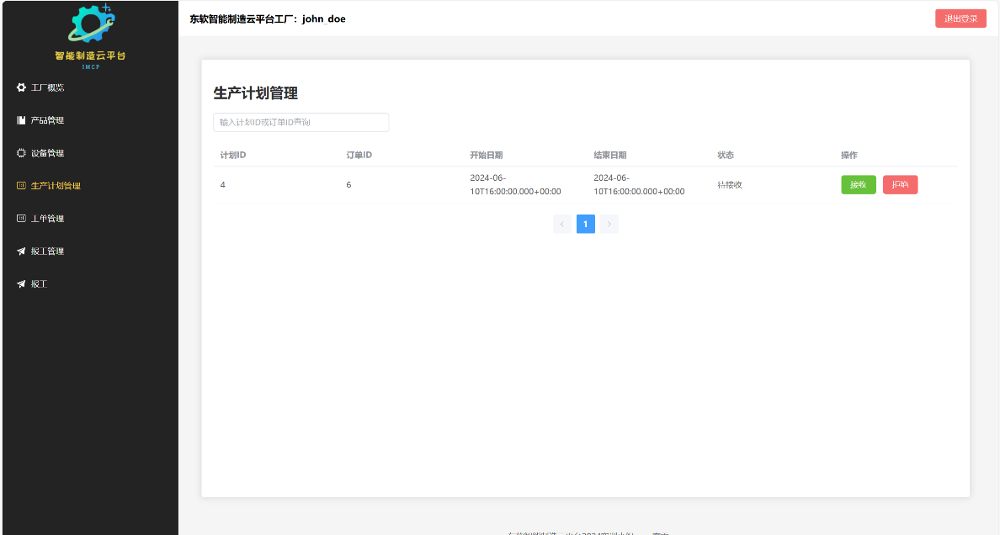 智能制造云平台
IMCP
工厂概览
产品管理
设备管理
生产计划管理
工单管理
报工管理
报工
东软智能制造云平台工厂：john_doe
退出登录
生产计划管理
输入计划ID或订单ID查询
计划ID 订单ID 开始日期 结束日期 状态 操作
4 6 2024-06-10T16:00:00.000+00:00 2024-06-10T16:00:00.000+00:00 待接收 接收 拒绝
1